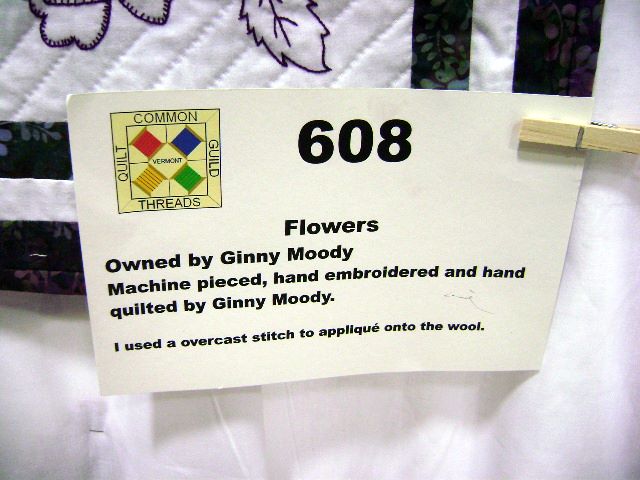 COMMON
QUILT
GUILD
VERMONT
THREADS
608
Flowers
Owned by Ginny Moody
Machine pieced, hand embroidered and hand
quilted by Ginny Moody.
I used a overcast stitch to appliqué onto the wool.